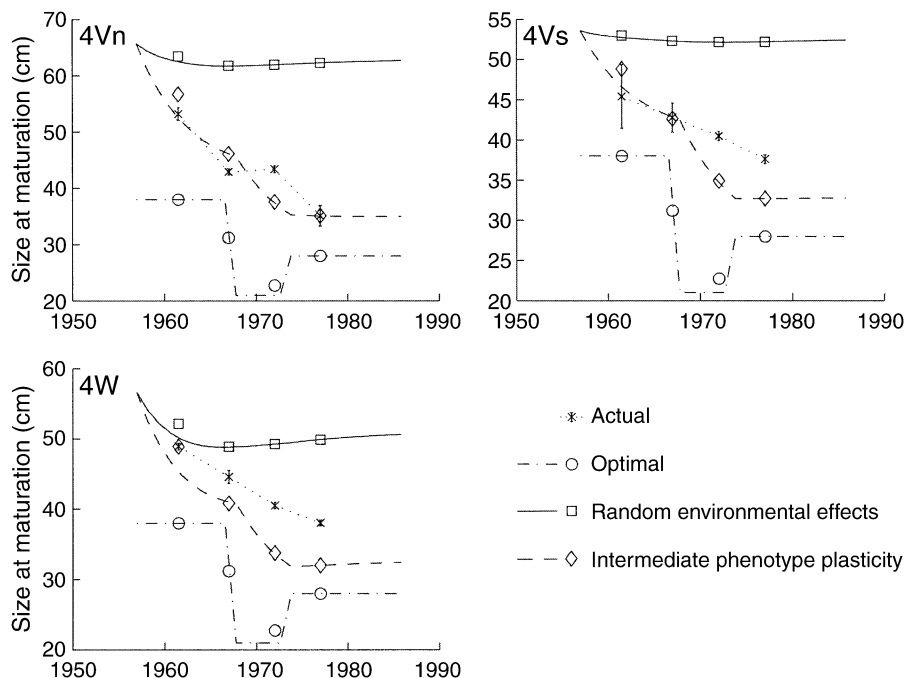 4Vn
Size at maturation (cm)
70
60
50
40
30
20
1950 1960 1970 1980 1990
4Vs
55
50
45
40
35
30
25
20
1950 1960 1970 1980 1990
4W
Size at maturation (cm)
60
50
40
30
20
1950 1960 1970 1980 1990
Actual
Optimal
Random environmental effects
Intermediate phenotype plasticity